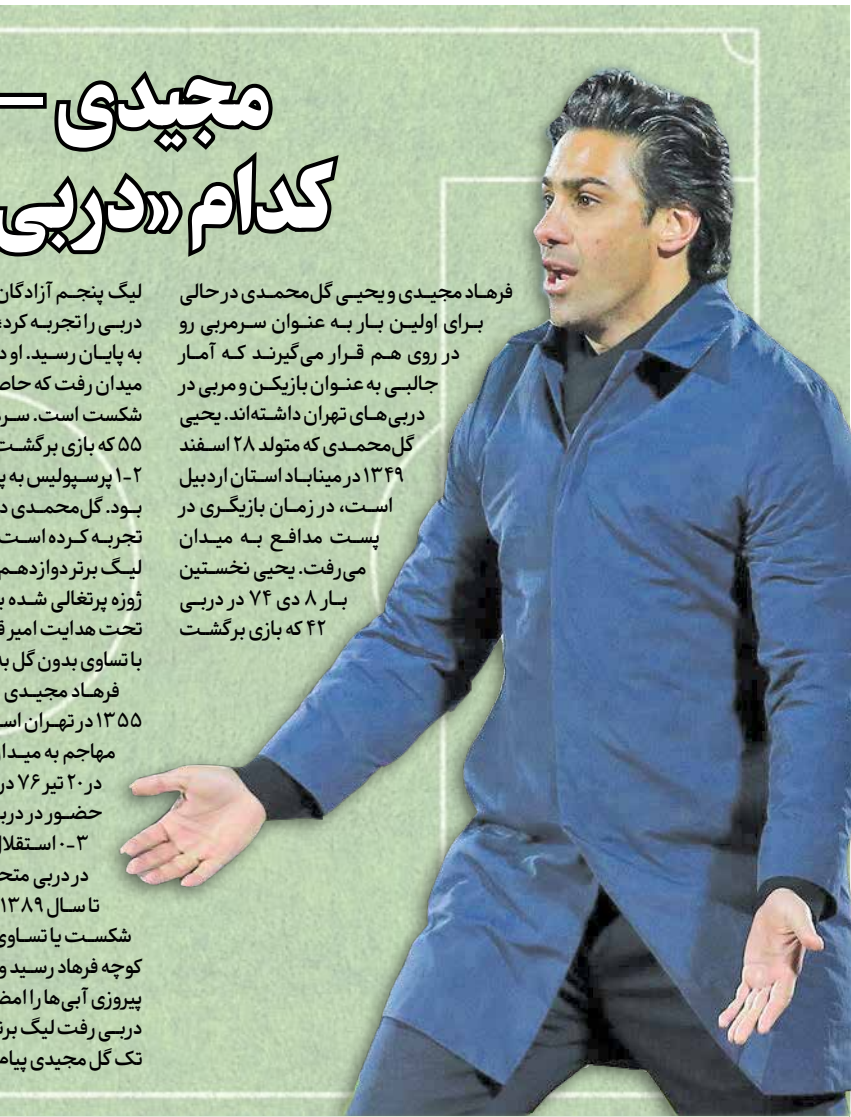 مجیدی –
کدام «دربی
فرهاد مجیدی و یحیی گل‌محمدی در حالی
برای اولین بار به عنوان سرمربی رو
در روی هم قرار می‌گیرند که آمار
جالبی به عنوان بازیکن و مربی در
دربی‌های تهران داشته‌اند. یحیی
گل‌محمدی که متولد ۲۸ اسفند
۱۳۴۹ در میناباد استان اردبیل
است، در زمان بازیگری در
پست مدافع به میدان
می‌رفت. یحیی نخستین
بار ۸ دی ۷۴ در دربی
۴۲ که بازی برگشت
لیگ پنجم آزادگان
دربی را تجربه کرد؛
به پایان رسید. او د
میدان رفت که حاص
شکست است. سر
۵۵ که بازی برگشت
۲-۱ پرسپولیس به پ
بود. گل‌محمدی د
تجربه کرده است
لیگ برتر دوازدهم
ژوزه پرتغالی شده ب
تحت هدایت امیر ق
با تساوی بدون گل به
فرهاد مجیدی
۱۳۵۵ در تهران اس
مهاجم به میدا
در ۲۰ تیر ۷۶ در
حضور در درب
۳-۰ استقلال
در دربی متح
تا سال ۱۳۸۹
شکست یا تساوی
کوچه فرهاد رسید و
پیروزی آبی‌ها را امض
دربی رفت لیگ برت
تک گل مجیدی پیام